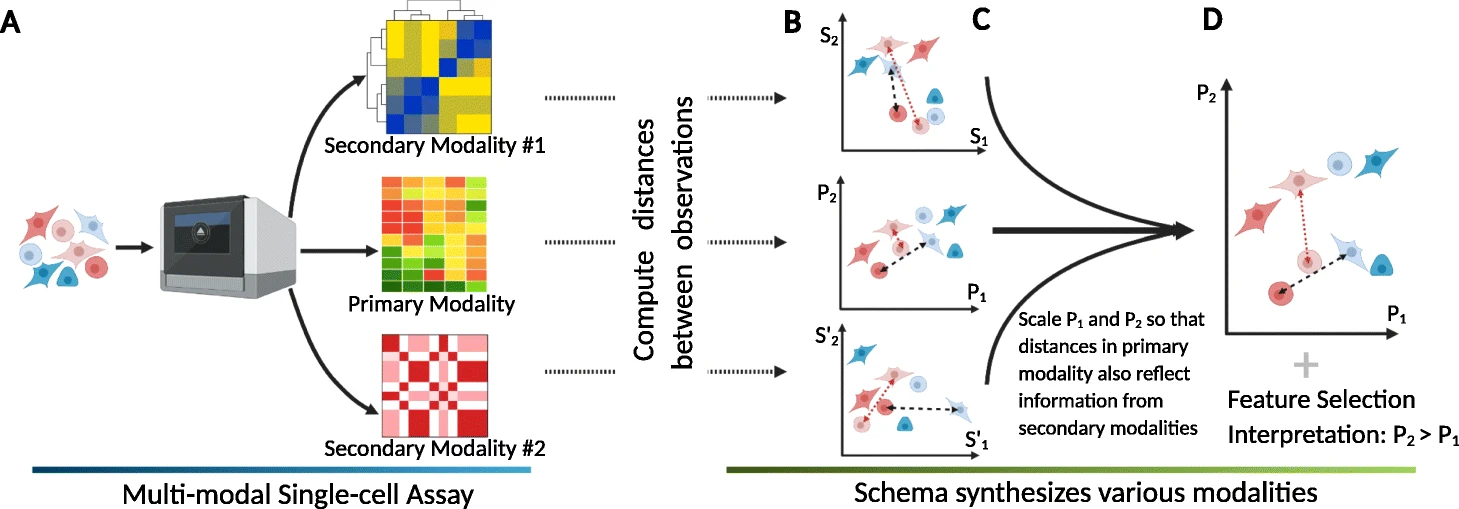 A
Secondary Modality #1
Primary Modality
Secondary Modality #2
Multi-modal Single-cell Assay
Compute distances
between observations
B
S₂
S₁
P₂
P₁
S'₂
S'₁
C
Scale P₁ and P₂ so that
distances in primary
modality also reflect
information from
secondary modalities
D
P₂
P₁
+
Feature Selection
Interpretation: P₂ > P₁
Schema synthesizes various modalities